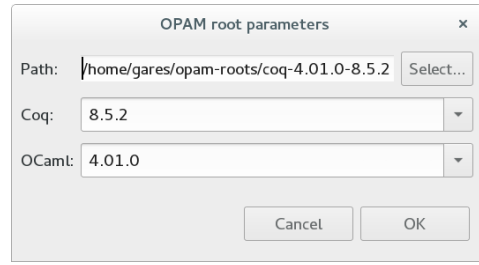 OPAM root parameters ×
Path: /home/gares/opam-roots/coq-4.01.0-8.5.2 Select...
Coq: 8.5.2
OCaml: 4.01.0
Cancel OK